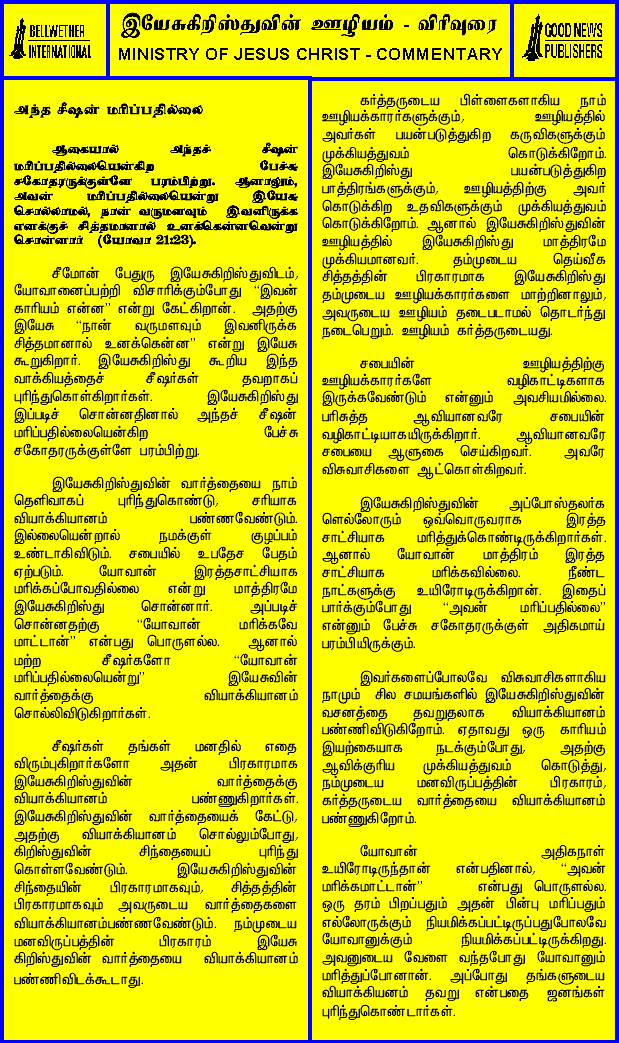 BELLWETHER
INTERNATIONAL
இயேசுகிறிஸ்துவின் ஊழியம் - விரிவுரை
MINISTRY OF JESUS CHRIST - COMMENTARY
GOOD NEWS
PUBLISHERS
அந்த சீஷன் மரிப்பதில்லை
ஆகையால் அந்தச் சீஷன்
மரிப்பதில்லையென்கிற பேச்சு
சகோதரருக்குள்ளே பரம்பிற்று. ஆனாலும்,
அவன் மரிப்பதில்லையென்று இயேசு
சொல்லாமல், நான் வருமளவும் இவனிருக்க
எனக்குச் சித்தமானால் உனக்கென்னவென்று
சொன்னார் (யோவா 21:23).
சீமோன் பேதுரு இயேசுகிறிஸ்துவிடம்,
யோவானைப்பற்றி விசாரிக்கும்போது “இவன்
காரியம் என்ன” என்று கேட்கிறான். அதற்கு
இயேசு “நான் வருமளவும் இவனிருக்க
சித்தமானால் உனக்கென்ன” என்று இயேசு
கூறுகிறார். இயேசுகிறிஸ்து கூறிய இந்த
வாக்கியத்தைச் சீஷர்கள் தவறாகப்
புரிந்துகொள்கிறார்கள். இயேசுகிறிஸ்து
இப்படிச் சொன்னதினால் அந்தச் சீஷன்
மரிப்பதில்லையென்கிற பேச்சு
சகோதரருக்குள்ளே பரம்பிற்று.
இயேசுகிறிஸ்துவின் வார்த்தையை நாம்
தெளிவாகப் புரிந்துகொண்டு, சரியாக
வியாக்கியானம் பண்ணவேண்டும்.
இல்லையென்றால் நமக்குள் குழப்பம்
உண்டாகிவிடும். சபையில் உபதேச பேதம்
ஏற்படும். யோவான் இரத்தசாட்சியாக
மரிக்கப்போவதில்லை என்று மாத்திரமே
இயேசுகிறிஸ்து சொன்னார். அப்படிச்
சொன்னதற்கு “யோவான் மரிக்கவே
மாட்டான்” என்பது பொருளல்ல. ஆனால்
மற்ற சீஷர்களோ “யோவான்
மரிப்பதில்லையென்று” இயேசுவின்
வார்த்தைக்கு வியாக்கியானம்
சொல்லிவிடுகிறார்கள்.
சீஷர்கள் தங்கள் மனதில் எதை
விரும்புகிறார்களோ அதன் பிரகாரமாக
இயேசுகிறிஸ்துவின் வார்த்தைக்கு
வியாக்கியானம் பண்ணுகிறார்கள்.
இயேசுகிறிஸ்துவின் வார்த்தையைக் கேட்டு,
அதற்கு வியாக்கியானம் சொல்லும்போது,
கிறிஸ்துவின் சிந்தையைப் புரிந்து
கொள்ளவேண்டும். இயேசுகிறிஸ்துவின்
சிந்தையின் பிரகாரமாகவும், சித்தத்தின்
பிரகாரமாகவும் அவருடைய வார்த்தைகளை
வியாக்கியானம்பண்ணவேண்டும். நம்முடைய
மனவிருப்பத்தின் பிரகாரம் இயேசு
கிறிஸ்துவின் வார்த்தையை வியாக்கியானம்
பண்ணிவிடக்கூடாது.
கர்த்தருடைய பிள்ளைகளாகிய நாம்
ஊழியக்காரர்களுக்கும், ஊழியத்தில்
அவர்கள் பயன்படுத்துகிற கருவிகளுக்கும்
முக்கியத்துவம் கொடுக்கிறோம்.
இயேசுகிறிஸ்து பயன்படுத்துகிற
பாத்திரங்களுக்கும், ஊழியத்திற்கு அவர்
கொடுக்கிற உதவிகளுக்கும் முக்கியத்துவம்
கொடுக்கிறோம். ஆனால் இயேசுகிறிஸ்துவின்
ஊழியத்தில் இயேசுகிறிஸ்து மாத்திரமே
முக்கியமானவர். தம்முடைய தெய்வீக
சித்தத்தின் பிரகாரமாக இயேசுகிறிஸ்து
தம்முடைய ஊழியக்காரர்களை மாற்றினாலும்,
அவருடைய ஊழியம் தடைபடாமல் தொடர்ந்து
நடைபெறும். ஊழியம் கர்த்தருடையது.
சபையின் ஊழியத்திற்கு
ஊழியக்காரர்களே வழிகாட்டிகளாக
இருக்கவேண்டும் என்னும் அவசியமில்லை.
பரிசுத்த ஆவியானவரே சபையின்
வழிகாட்டியாகயிருக்கிறார். ஆவியானவரே
சபையை ஆளுகை செய்கிறவர். அவரே
விசுவாசிகளை ஆட்கொள்கிறவர்.
இயேசுகிறிஸ்துவின் அப்போஸ்தலர்க
ளெல்லோரும் ஒவ்வொருவராக இரத்த
சாட்சியாக மரித்துக்கொண்டிருக்கிறார்கள்.
ஆனால் யோவான் மாத்திரம் இரத்த
சாட்சியாக மரிக்கவில்லை. நீண்ட
நாட்களுக்கு உயிரோடிருக்கிறான். இதைப்
பார்க்கும்போது “அவன் மரிப்பதில்லை”
என்னும் பேச்சு சகோதரருக்குள் அதிகமாய்
பரம்பியிருக்கும்.
இவர்களைப்போலவே விசுவாசிகளாகிய
நாமும் சில சமயங்களில் இயேசுகிறிஸ்துவின்
வசனத்தை தவறுதலாக வியாக்கியானம்
பண்ணிவிடுகிறோம். ஏதாவது ஒரு காரியம்
இயற்கையாக நடக்கும்போது, அதற்கு
ஆவிக்குரிய முக்கியத்துவம் கொடுத்து,
நம்முடைய மனவிருப்பத்தின் பிரகாரம்,
கர்த்தருடைய வார்த்தையை வியாக்கியானம்
பண்ணுகிறோம்.
யோவான் அதிகநாள்
உயிரோடிருந்தான் என்பதினால், “அவன்
மரிக்கமாட்டான்” என்பது பொருளல்ல.
ஒரு தரம் பிறப்பதும் அதன் பின்பு மரிப்பதும்
எல்லோருக்கும் நியமிக்கப்பட்டிருப்பதுபோலவே
யோவானுக்கும் நியமிக்கப்பட்டிருக்கிறது.
அவனுடைய வேளை வந்தபோது யோவானும்
மரித்துப்போனான். அப்போது தங்களுடைய
வியாக்கியனம் தவறு என்பதை ஜனங்கள்
புரிந்துகொண்டார்கள்.